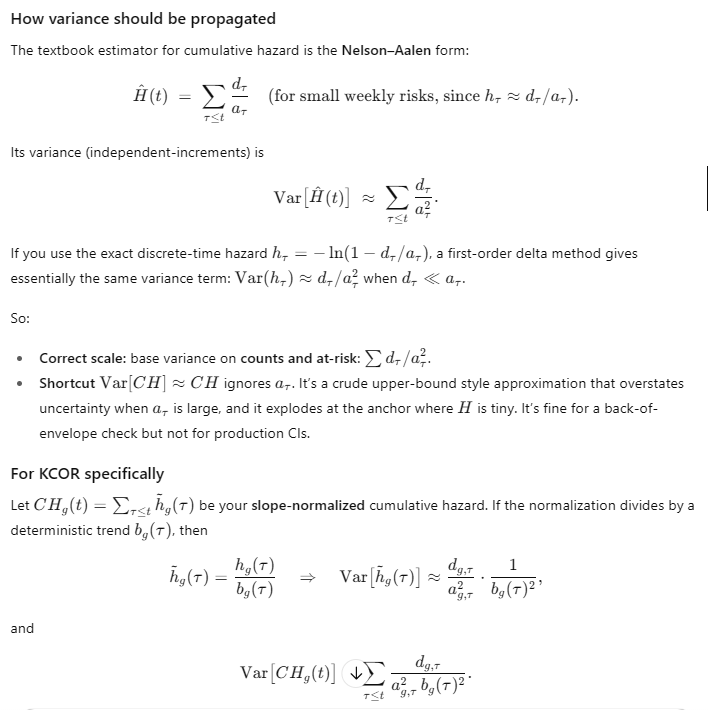 How variance should be propagated
The textbook estimator for cumulative hazard is the Nelson–Aalen form:
Ĥ(t) = ∑_{τ≤t} d_τ/a_τ (for small weekly risks, since h_τ ≈ d_τ/a_τ).
Its variance (independent-increments) is
Var[Ĥ(t)] ≈ ∑_{τ≤t} d_τ/a_τ².
If you use the exact discrete-time hazard h_τ = −ln(1 − d_τ/a_τ), a first-order delta method gives
essentially the same variance term: Var(h_τ) ≈ d_τ/a_τ² when d_τ ≪ a_τ.
So:
• Correct scale: base variance on counts and at-risk: ∑ d_τ/a_τ².
• Shortcut Var[CH] ≈ CH ignores a_τ. It's a crude upper-bound style approximation that overstates
uncertainty when a_τ is large, and it explodes at the anchor where H is tiny. It's fine for a back-of-
envelope check but not for production CIs.
For KCOR specifically
Let CH_g(t) = ∑_{τ≤t} h̃_g(τ) be your slope-normalized cumulative hazard. If the normalization divides by a
deterministic trend b_g(τ), then
h̃_g(τ) = h_g(τ)/b_g(τ) ⇒ Var[h̃_g(τ)] ≈ d_{g,τ}/a²_{g,τ} · 1/b_g(τ)²,
and
Var[CH_g(t)] ∑_{τ≤t} d_{g,τ}/(a²_{g,τ} b_g(τ)²).